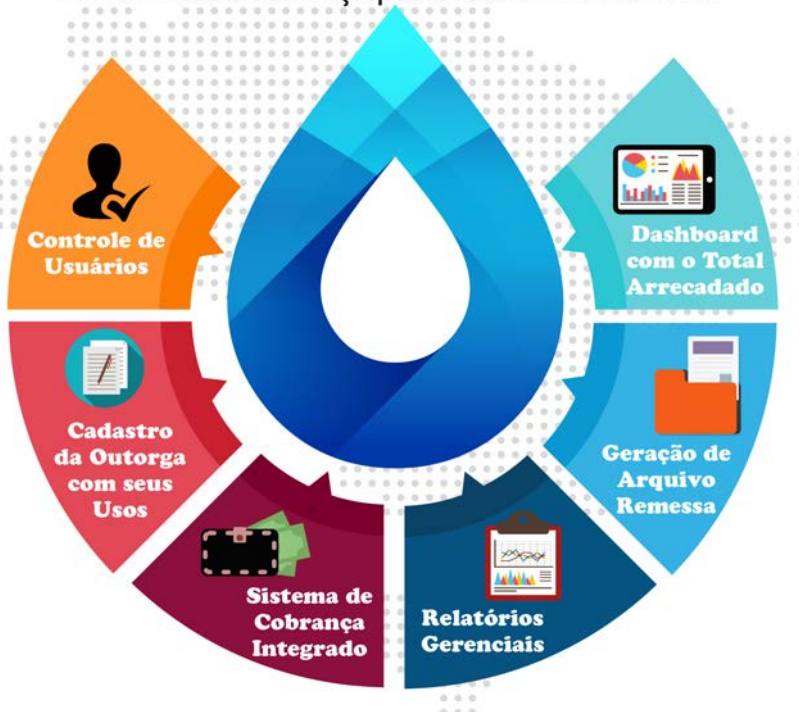 Controle de
Usuários
Cadastro
da Outorga
com seus
Usos
Sistema de
Cobrança
Integrado
Relatórios
Gerenciais
Geração de
Arquivo
Remessa
Dashboard
com o Total
Arrecadado